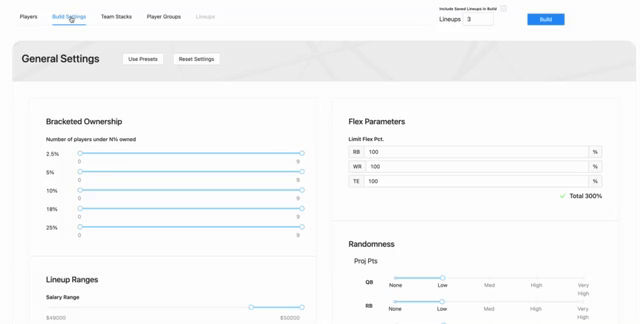 Players Build Settings Team Stacks Player Groups Lineups
Include Saved Lineups in Build
Lineups 3 Build
General Settings Use Presets Reset Settings
Bracketed Ownership
Number of players under N% owned
2.5%
0 9
5%
0 9
10%
0 9
18%
0 9
25%
0 9
Lineup Ranges
Salary Range
$49000 $50000
Flex Parameters
Limit Flex Pct.
RB 100 %
WR 100 %
TE 100 %
Total 300%
Randomness
Proj Pts
QB
None Low Med High Very High
RB
None Low Med High Very High